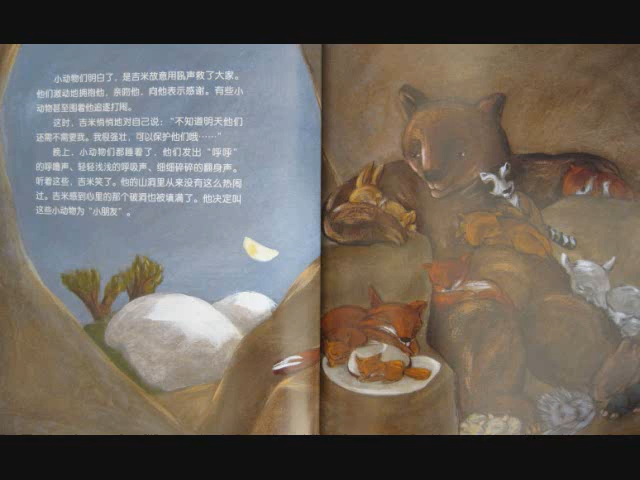 小动物们明白了，是吉米故意用鼾声救了大家。
他们激动地拥抱他，亲吻他，向他表示感谢。有些小
动物甚至围着他追逐打闹。
这时，吉米悄悄地对自己说：“不知道明天他们
还需不需要我。我很强壮，可以保护他们哦……”
晚上，小动物们都睡着了，他们发出“呼呼”
的呼噜声、轻轻浅浅的呼吸声、细细碎碎的翻身声。
听着这些，吉米笑了。他的山洞里从来没有这么热闹
过。吉米感到心里的那个破洞也被填满了。他决定叫
这些小动物为“小朋友”。